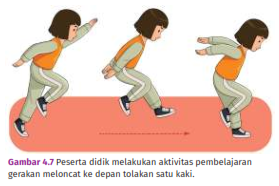 Gambar 4.7 Peserta didik melakukan aktivitas pembelajaran
gerakan meloncat ke depan tolakan satu kaki.